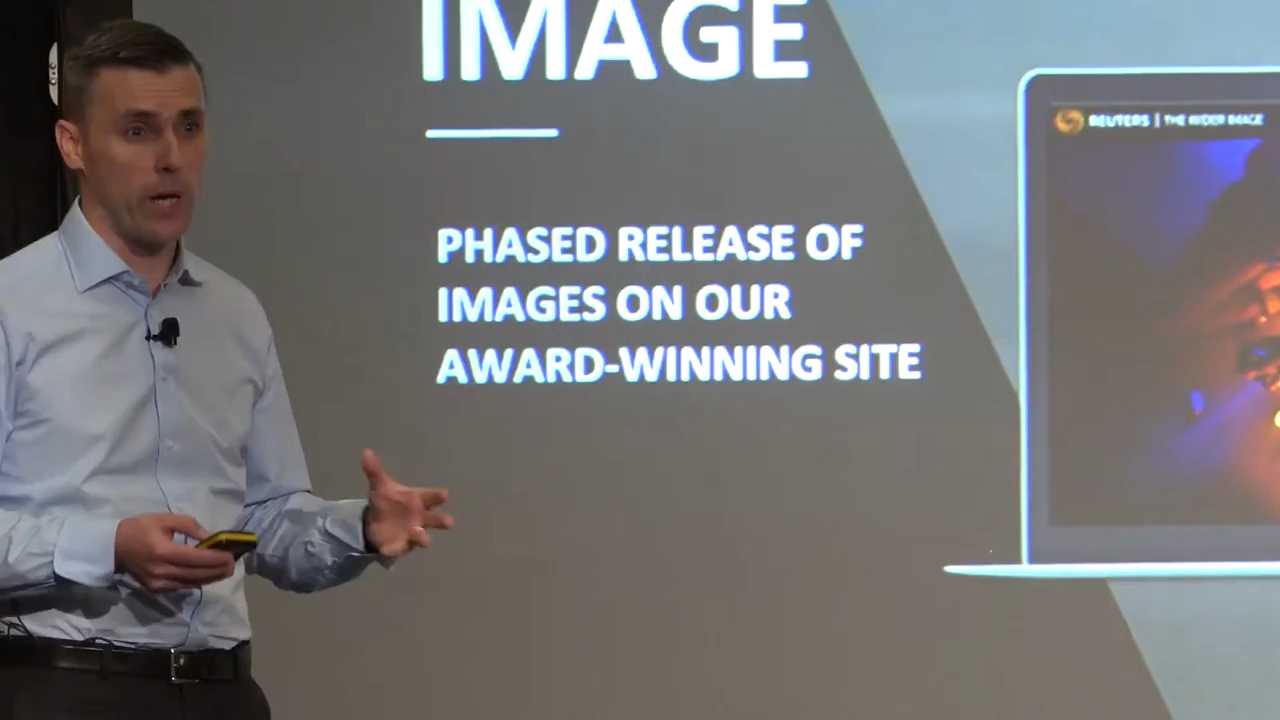 IMAGE
REUTERS | THE WIDER IMAGE
PHASED RELEASE OF
IMAGES ON OUR
AWARD-WINNING SITE